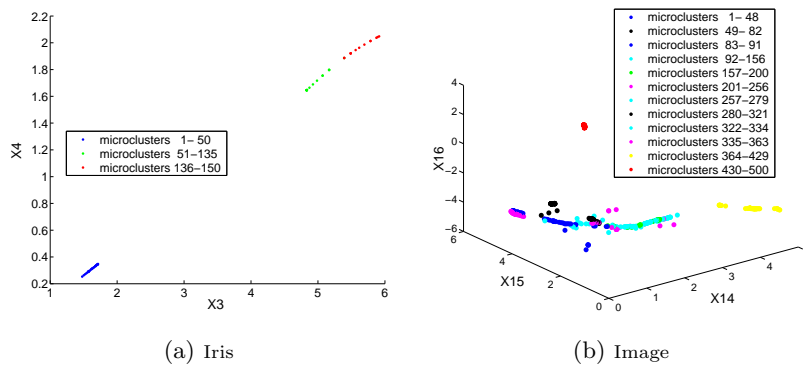 2.2
2
1.8
1.6
1.4
1.2
1
0.8
0.6
0.4
0.2
X4
microclusters 1− 50
microclusters 51−135
microclusters 136−150
1 2 3 4 5 6
X3
(a) Iris
microclusters 1− 48
microclusters 49− 82
microclusters 83− 91
microclusters 92−156
microclusters 157−200
microclusters 201−256
microclusters 257−279
microclusters 280−321
microclusters 322−334
microclusters 335−363
microclusters 364−429
microclusters 430−500
4
2
0
−2
−4
−6
X16
6
4
2
0
X15
0
1
2
3
4
X14
(b) Image